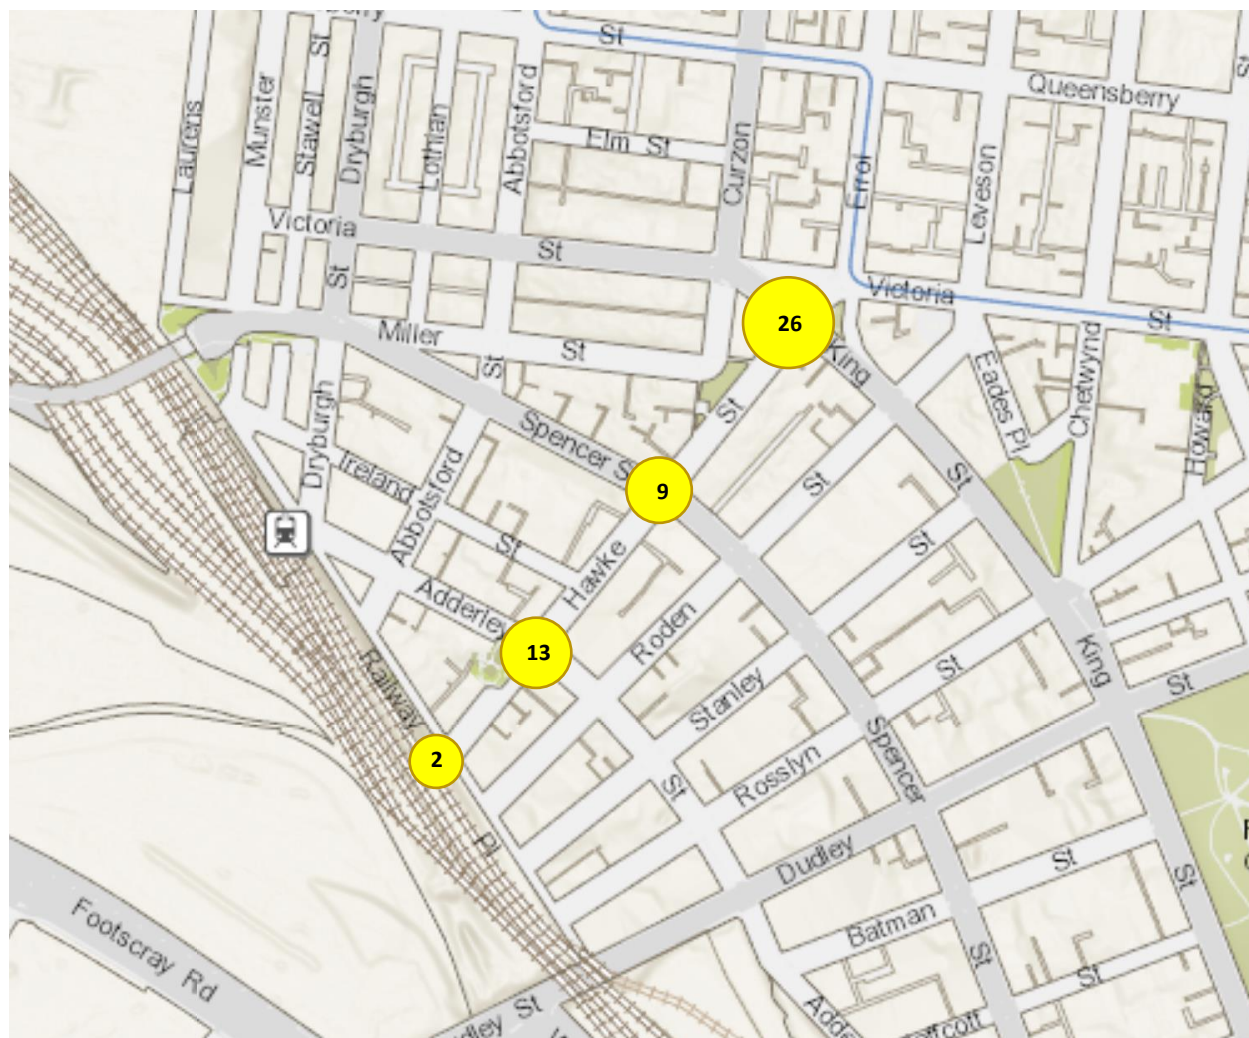 St
Queensberry
St
Laurens
Munster
Stawell St
Dryburgh
Lothian
Abbotsford
Elm St
Curzon
Errol
Leveson
Victoria
St
St
Victoria
St
26
Miller
St
St
King
Eades Pl
Chetwynd
Howard
Dryburgh
Spencer St
St
9
St
St
Ireland
Abbotsford
St
Hawke
St
Adderley
13
Roden
King
Railway
Stanley
St
St
2
Rosslyn
Spencer
St
Pl
Dudley
St
St
Footscray Rd
Batman
St
St
St